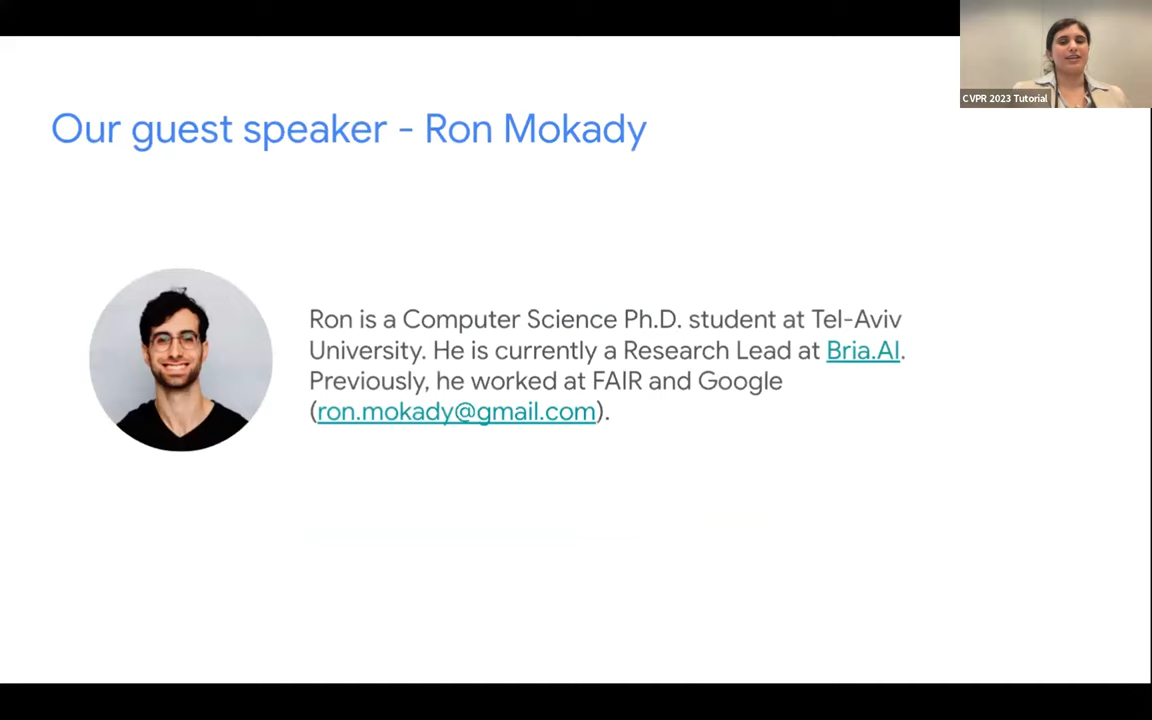 CVPR 2023 Tutorial
Our guest speaker - Ron Mokady
Ron is a Computer Science Ph.D. student at Tel-Aviv
University. He is currently a Research Lead at Bria.AI.
Previously, he worked at FAIR and Google
(ron.mokady@gmail.com).